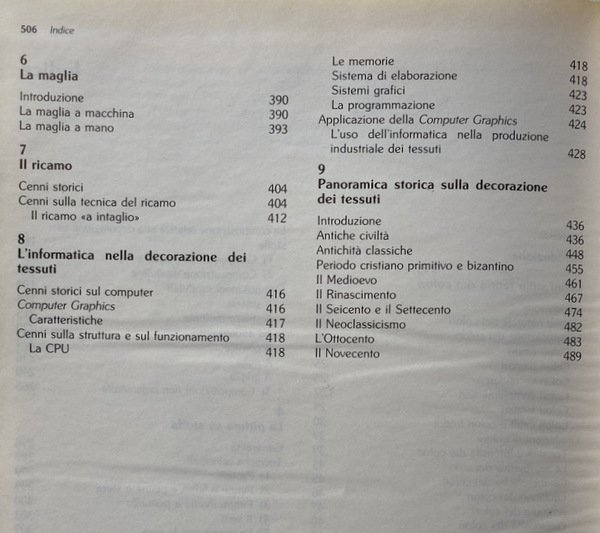 506 Indice
6
La maglia
Introduzione 390
La maglia a macchina 390
La maglia a mano 393
7
Il ricamo
Cenni storici 404
Cenni sulla tecnica del ricamo 404
Il ricamo «a intaglio» 412
8
L'informatica nella decorazione dei
tessuti
Cenni storici sul computer 416
Computer Graphics 416
Caratteristiche 417
Cenni sulla struttura e sul funzionamento 418
La CPU 418
Le memorie 418
Sistema di elaborazione 418
Sistemi grafici 423
La programmazione 423
Applicazione della Computer Graphics 424
L'uso dell'informatica nella produzione
industriale dei tessuti 428
9
Panoramica storica sulla decorazione
dei tessuti
Introduzione 436
Antiche civiltà 436
Antichità classiche 448
Periodo cristiano primitivo e bizantino 455
Il Medioevo 461
Il Rinascimento 467
Il Seicento e il Settecento 474
Il Neoclassicismo 482
L'Ottocento 483
Il Novecento 489